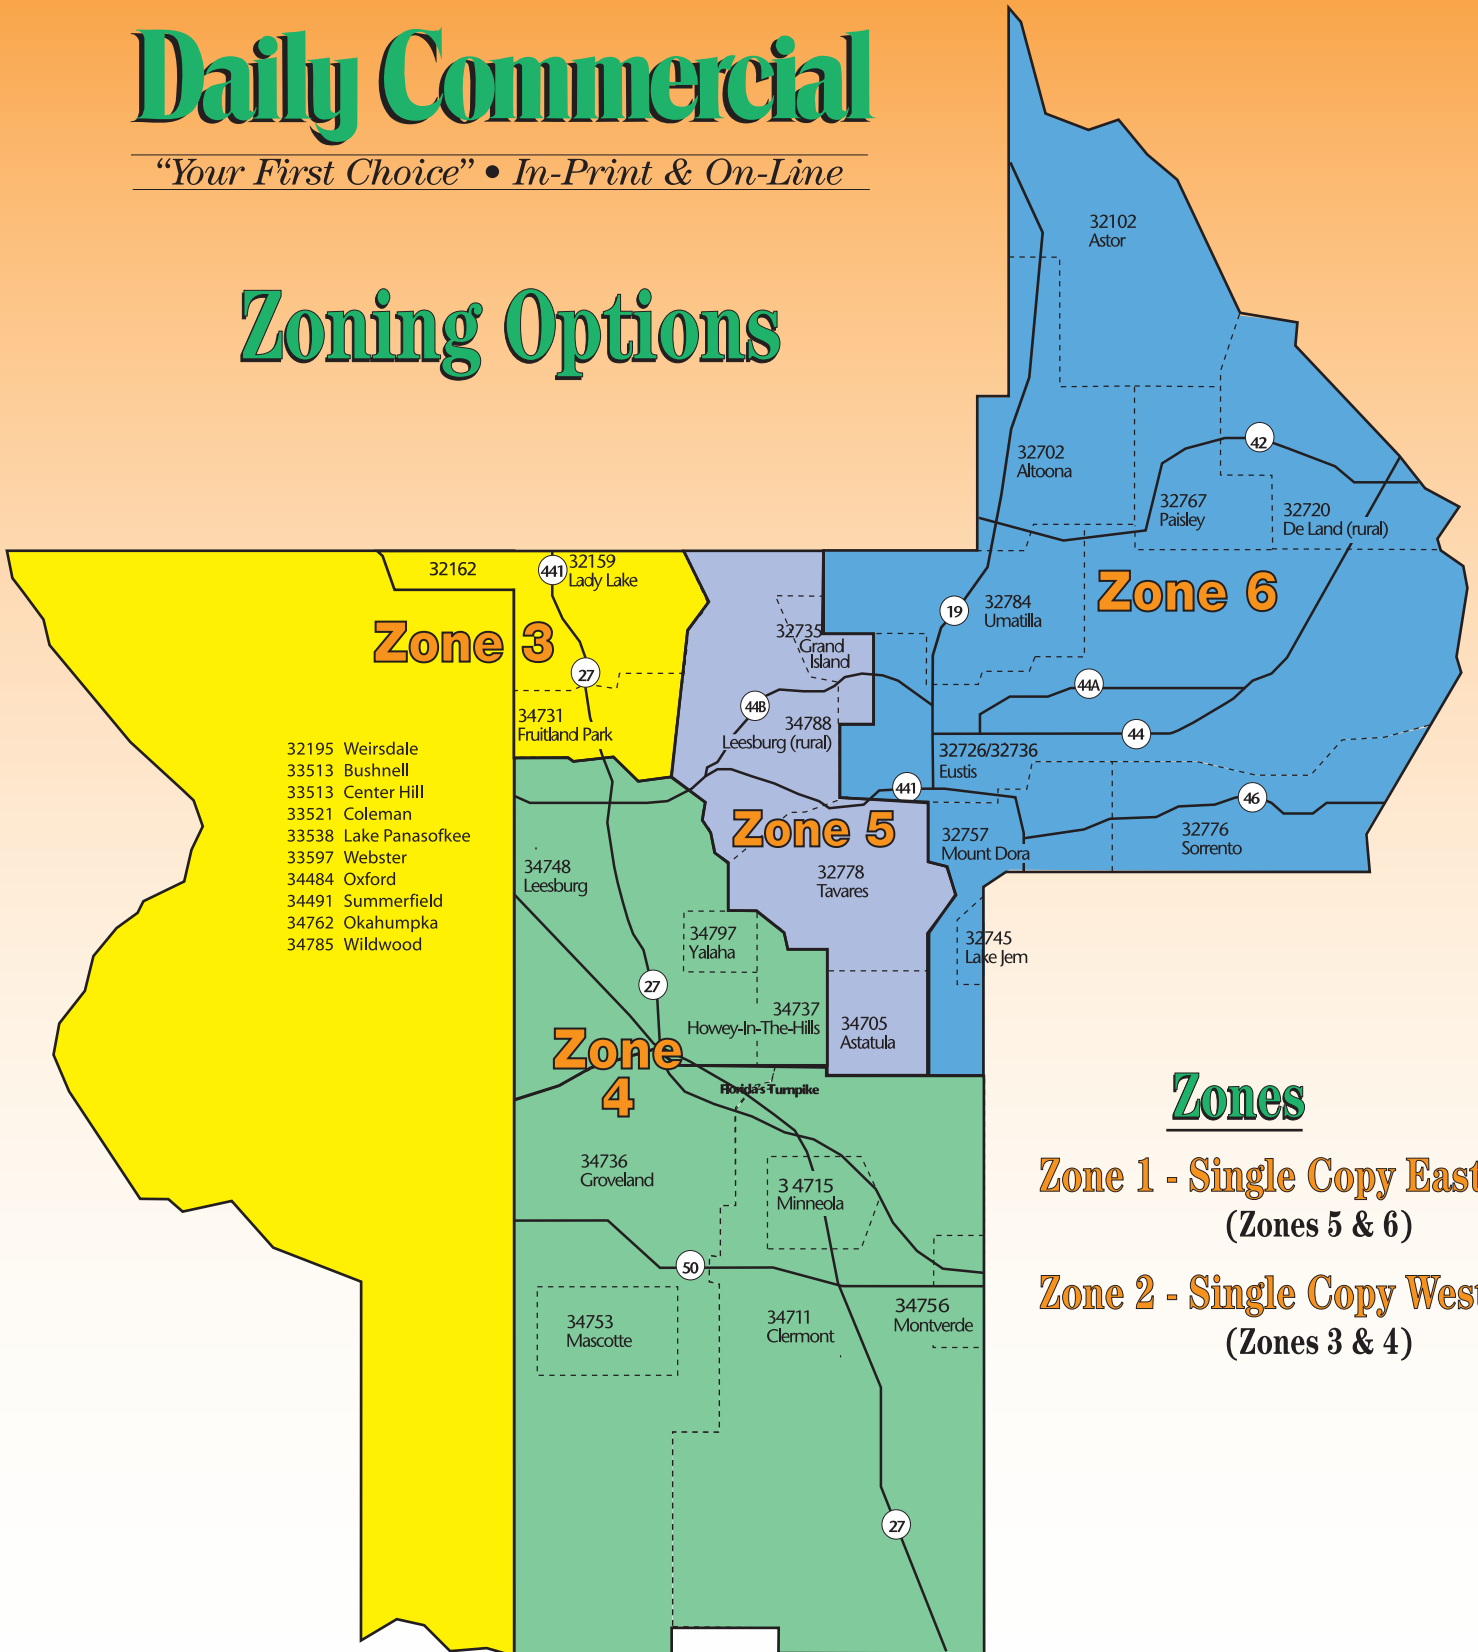 Daily Commercial
“Your First Choice” • In-Print & On-Line
Zoning Options
32102
Astor
42
32702
Altoona
32767
Paisley
32720
De Land (rural)
32162
441
32159
Lady Lake
Zone 6
19
32784
Umatilla
Zone 3
32735
Grand
Island
27
44A
44B
34731
Fruitland Park
34788
Leesburg (rural)
44
32726/32736
Eustis
32195 Weirsdale
33513 Bushnell
33513 Center Hill
33521 Coleman
33538 Lake Panasofkee
33597 Webster
34484 Oxford
34491 Summerfield
34762 Okahumpka
34785 Wildwood
441
46
Zone 5
32757
Mount Dora
32776
Sorrento
34748
Leesburg
32778
Tavares
34797
Yalaha
32745
Lake Jem
27
34737
Howey-In-The-Hills
34705
Astatula
Zone
4
Florida's Turnpike
34736
Groveland
3 4715
Minneola
50
34753
Mascotte
34711
Clermont
34756
Montverde
27
Zones
Zone 1 - Single Copy East
(Zones 5 & 6)
Zone 2 - Single Copy West
(Zones 3 & 4)